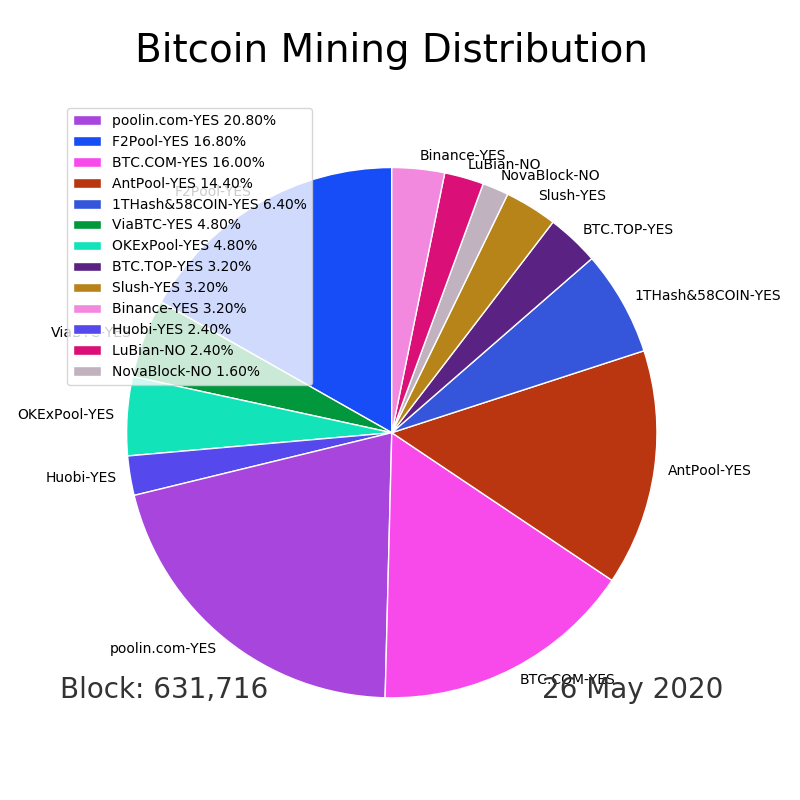 Bitcoin Mining Distribution
poolin.com-YES 20.80%
F2Pool-YES 16.80%
BTC.COM-YES 16.00%
AntPool-YES 14.40%
1THash&58COIN-YES 6.40%
ViaBTC-YES 4.80%
OKExPool-YES 4.80%
BTC.TOP-YES 3.20%
Slush-YES 3.20%
Binance-YES 3.20%
Huobi-YES 2.40%
LuBian-NO 2.40%
NovaBlock-NO 1.60%
Binance-YES
LuBian-NO
NovaBlock-NO
Slush-YES
BTC.TOP-YES
1THash&58COIN-YES
AntPool-YES
BTC.COM-YES
poolin.com-YES
Huobi-YES
OKExPool-YES
ViaBTC-YES
F2Pool-YES
Block: 631,716
26 May 2020